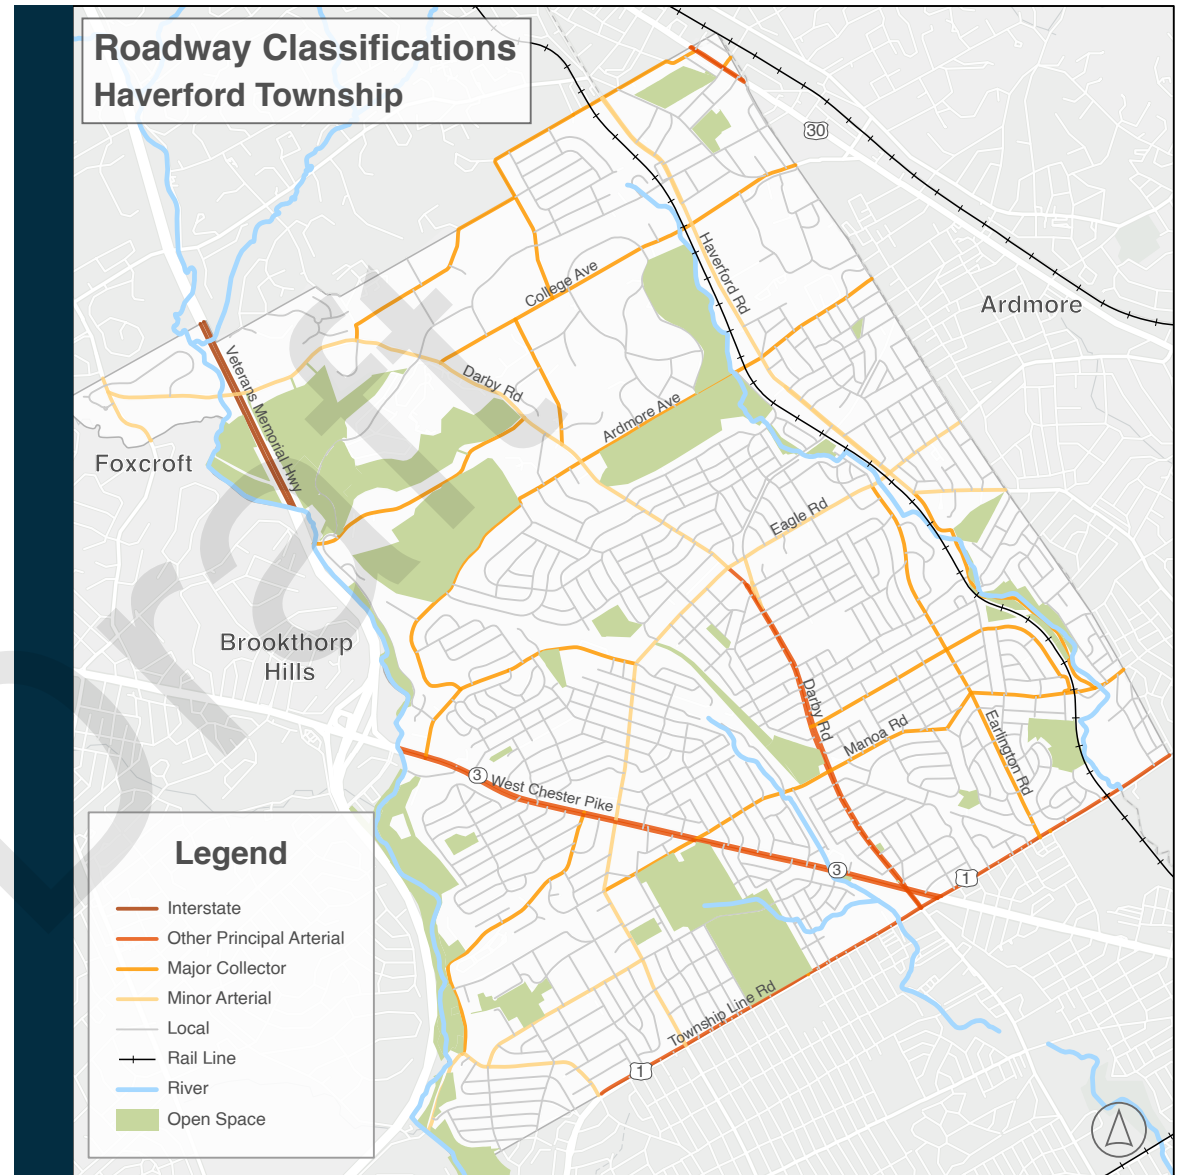 Roadway Classifications
Haverford Township
30
Ardmore
Haverford Rd
College Ave
Veterans Memorial Hwy
Darby Rd
Ardmore Ave
Foxcroft
Eagle Rd
Brookthorp
Hills
Darby Rd
Manoa Rd
Earlington Rd
3
West Chester Pike
3
1
Township Line Rd
1
Legend
Interstate
Other Principal Arterial
Major Collector
Minor Arterial
Local
Rail Line
River
Open Space
Draft